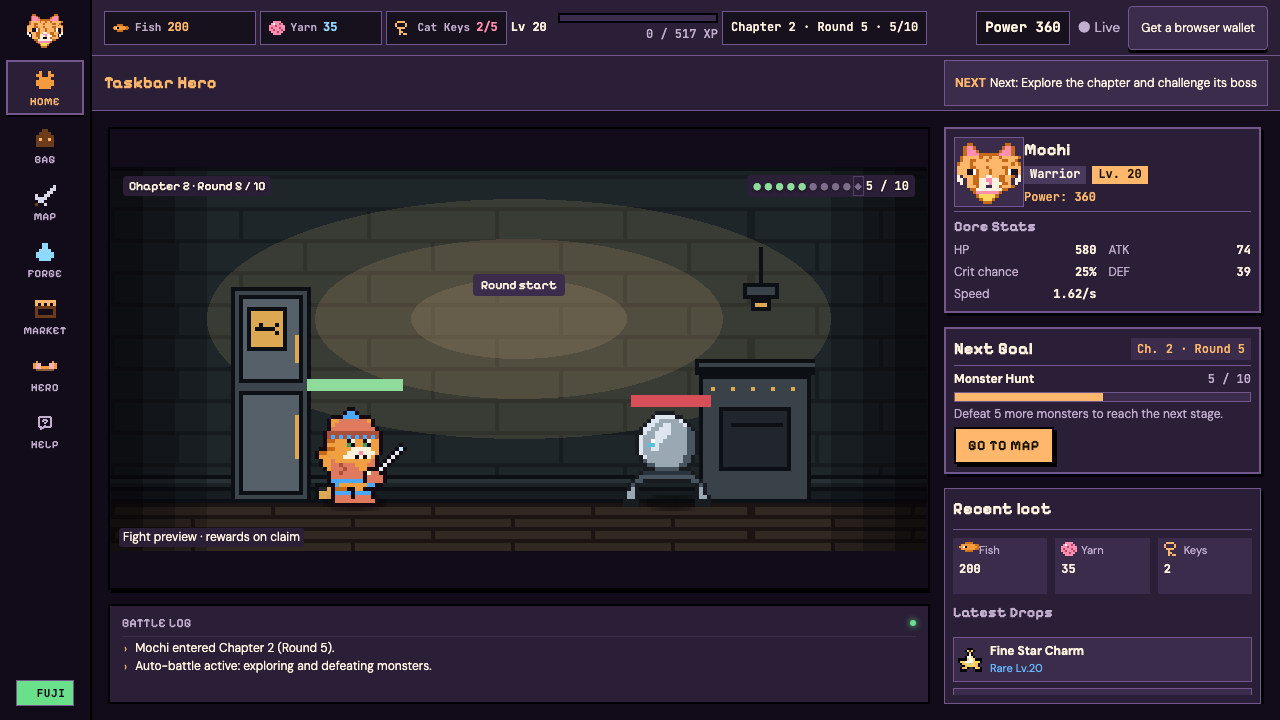 Fish 200
Yarn 35
Cat Keys 2/5
Lv 20
0 / 517 XP
Chapter 2 · Round 5 · 5/10
Power 360
Live
Get a browser wallet
HOME
BAG
MAP
FORGE
MARKET
HERO
HELP
FUJI
Taskbar Hero
NEXT Next: Explore the chapter and challenge its boss
Chapter 2 · Round 5 / 10
5 / 10
Round start
Fight preview · rewards on claim
BATTLE LOG
› Mochi entered Chapter 2 (Round 5).
› Auto-battle active: exploring and defeating monsters.
Mochi
Warrior Lv. 20
Power: 360
Core Stats
HP 580 ATK 74
Crit chance 25% DEF 39
Speed 1.62/s
Next Goal Ch. 2 · Round 5
Monster Hunt 5 / 10
Defeat 5 more monsters to reach the next stage.
GO TO MAP
Recent loot
Fish 200
Yarn 35
Keys 2
Latest Drops
Fine Star Charm
Rare Lv.20